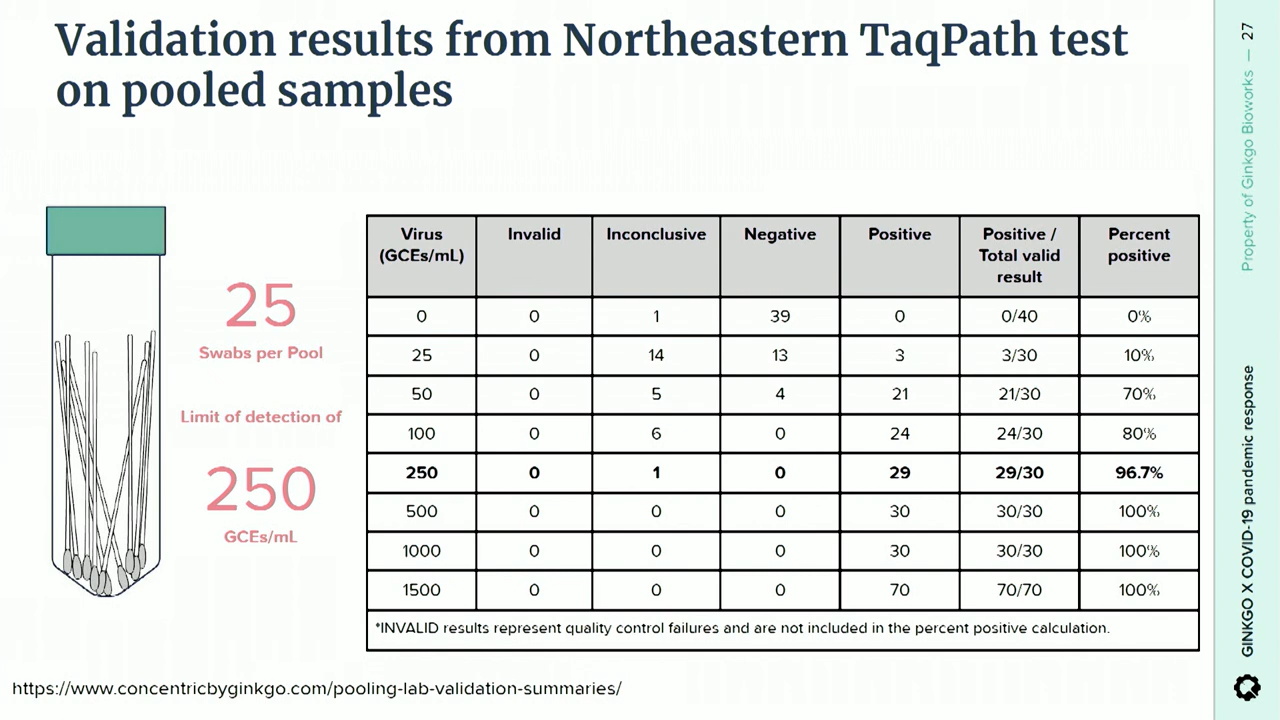 Validation results from Northeastern TaqPath test
on pooled samples
25
Swabs per Pool
Limit of detection of
250
GCEs/mL
Virus (GCEs/mL) Invalid Inconclusive Negative Positive Positive / Total valid result Percent positive
0 0 1 39 0 0/40 0%
25 0 14 13 3 3/30 10%
50 0 5 4 21 21/30 70%
100 0 6 0 24 24/30 80%
250 0 1 0 29 29/30 96.7%
500 0 0 0 30 30/30 100%
1000 0 0 0 30 30/30 100%
1500 0 0 0 70 70/70 100%
*INVALID results represent quality control failures and are not included in the percent positive calculation.
https://www.concentricbyginkgo.com/pooling-lab-validation-summaries/
Property of Ginkgo Bioworks — 27
GINKGO X COVID-19 pandemic response